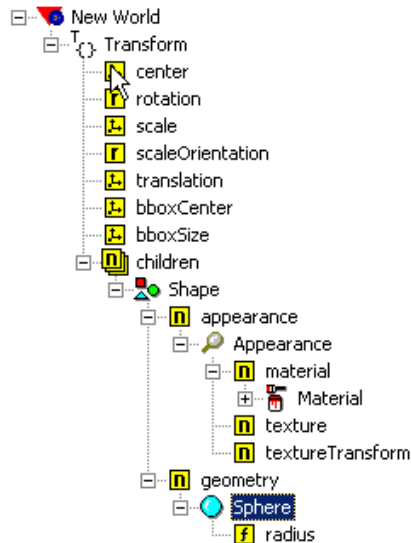 New World
Transform
center
rotation
scale
scaleOrientation
translation
bboxCenter
bboxSize
children
Shape
appearance
Appearance
material
Material
texture
textureTransform
geometry
Sphere
radius